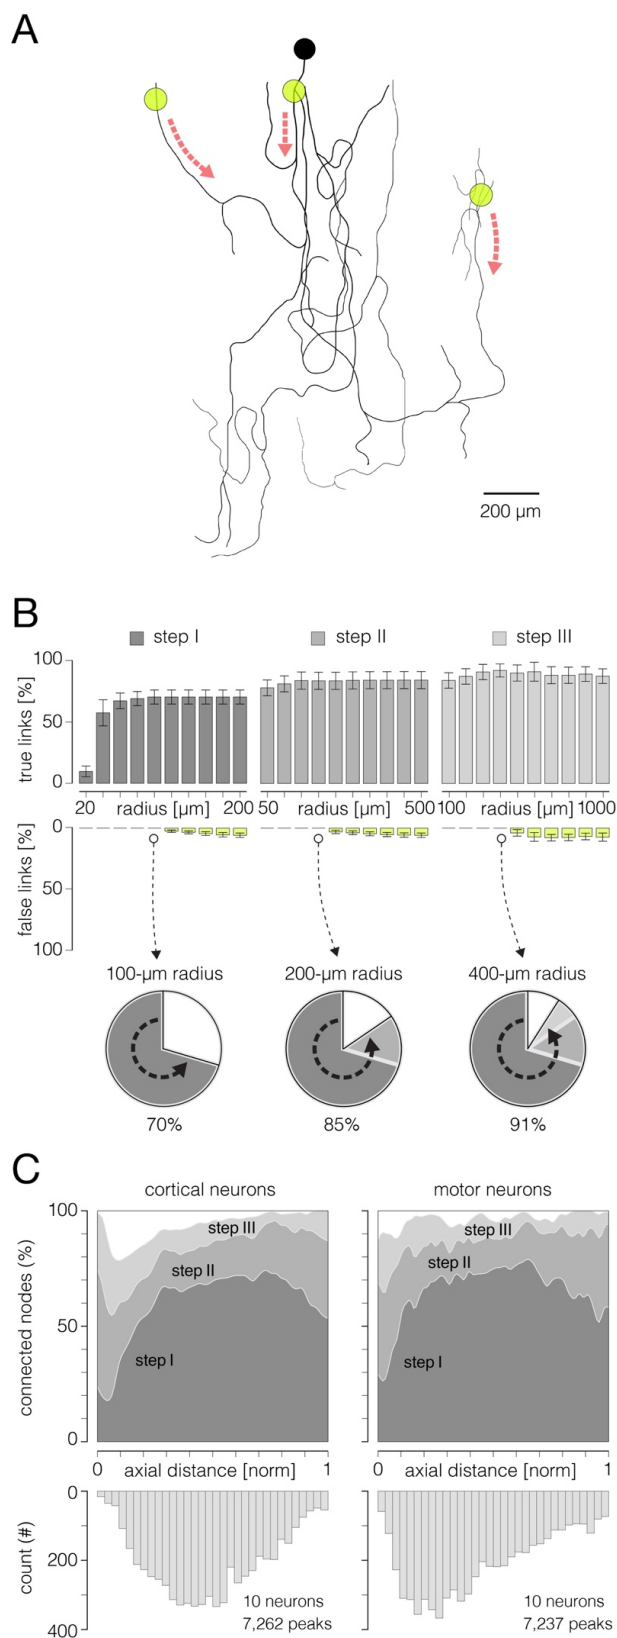 A
200 µm
B
step I step II step III
true links [%]
100
50
0
20 radius [µm] 200 50 radius [µm] 500 100 radius [µm] 1000
false links [%]
0
50
100
100-µm radius 200-µm radius 400-µm radius
70% 85% 91%
C
cortical neurons motor neurons
connected nodes (%)
100
50
0
step III
step II
step I
step III
step II
step I
0 axial distance [norm] 1 0 axial distance [norm] 1
count (#)
0
200
400
10 neurons
7,262 peaks
10 neurons
7,237 peaks